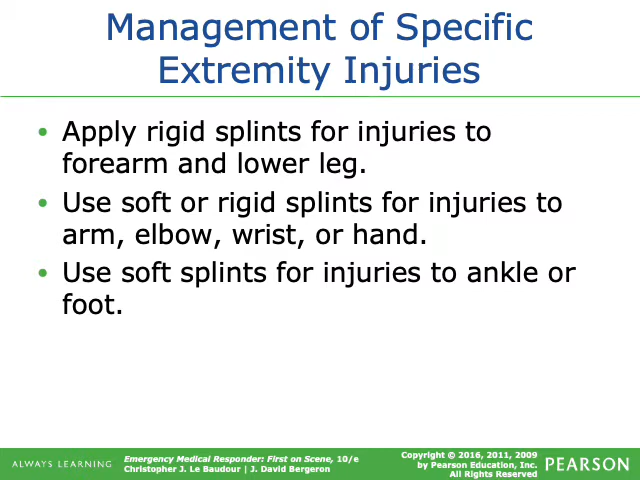 Management of Specific
Extremity Injuries
• Apply rigid splints for injuries to
forearm and lower leg.
• Use soft or rigid splints for injuries to
arm, elbow, wrist, or hand.
• Use soft splints for injuries to ankle or
foot.
ALWAYS LEARNING
Emergency Medical Responder: First on Scene, 10/e
Christopher J. Le Baudour | J. David Bergeron
Copyright © 2016, 2011, 2009
by Pearson Education, Inc.
All Rights Reserved
PEARSON